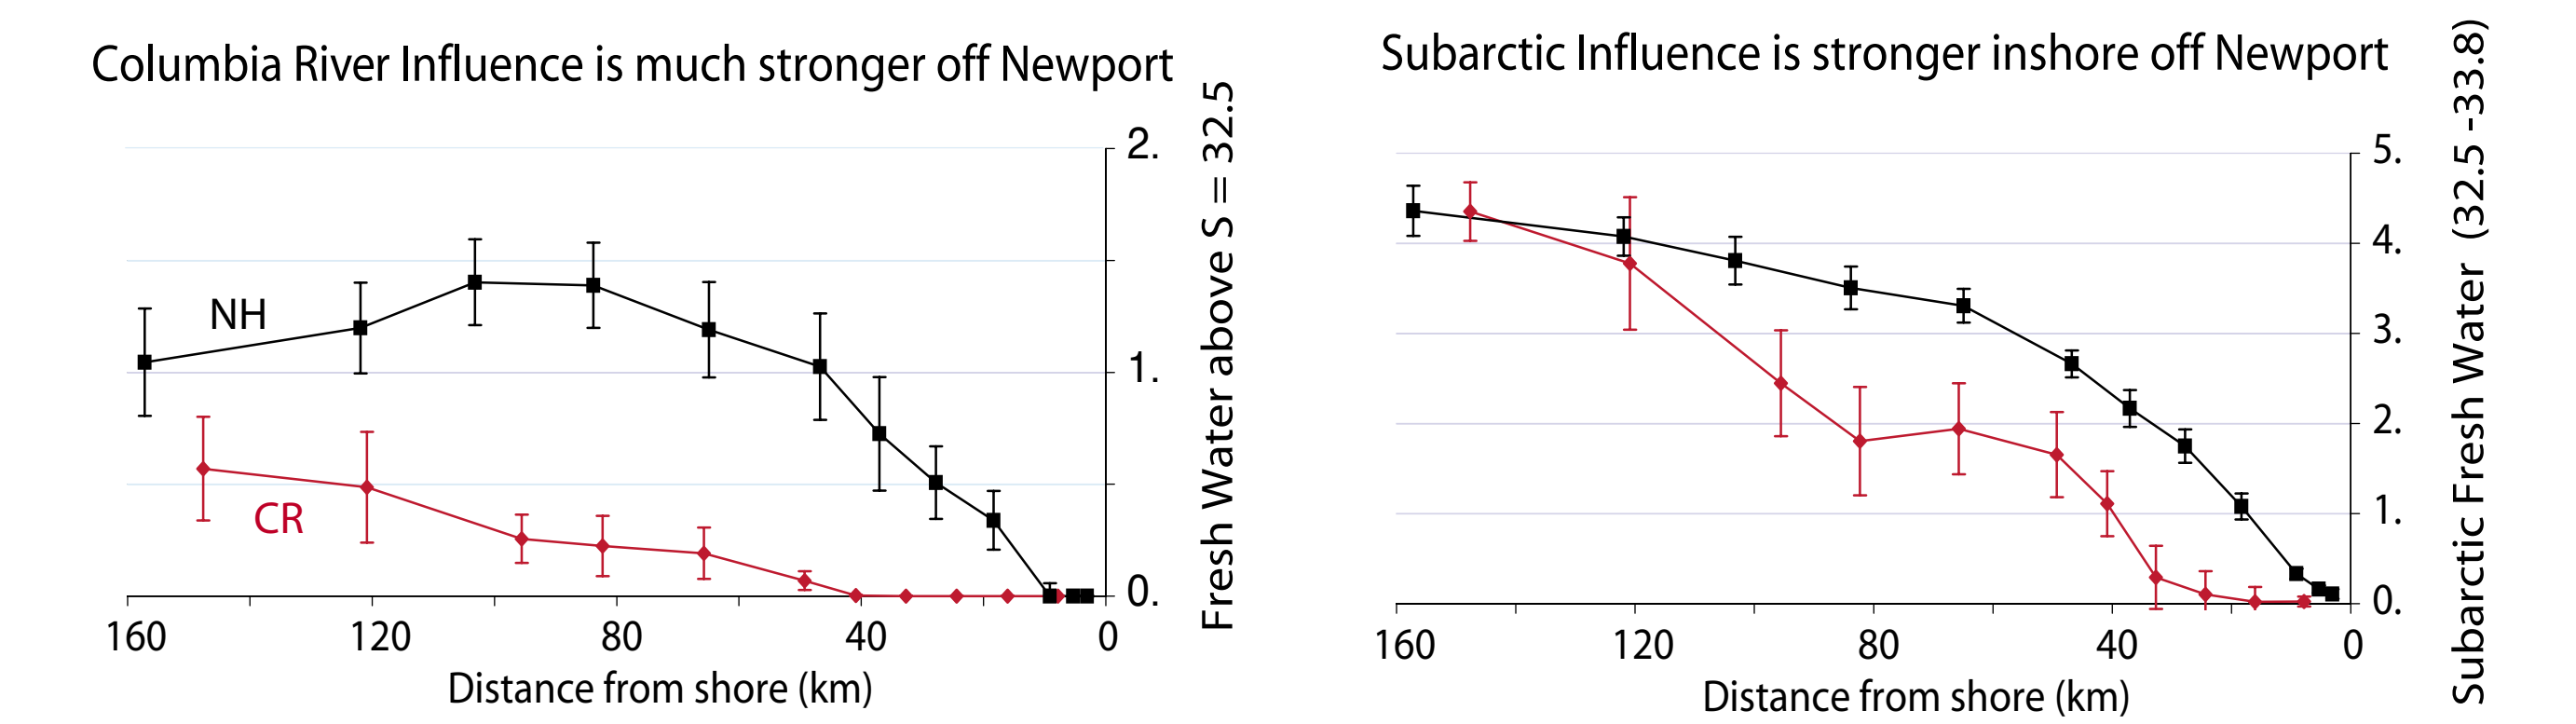 Columbia River Influence is much stronger off Newport
2.
1.
0.
Fresh Water above S = 32.5
NH
CR
160 120 80 40 0
Distance from shore (km)
Subarctic Influence is stronger inshore off Newport
5.
4.
3.
2.
1.
0.
Subarctic Fresh Water (32.5 -33.8)
160 120 80 40 0
Distance from shore (km)